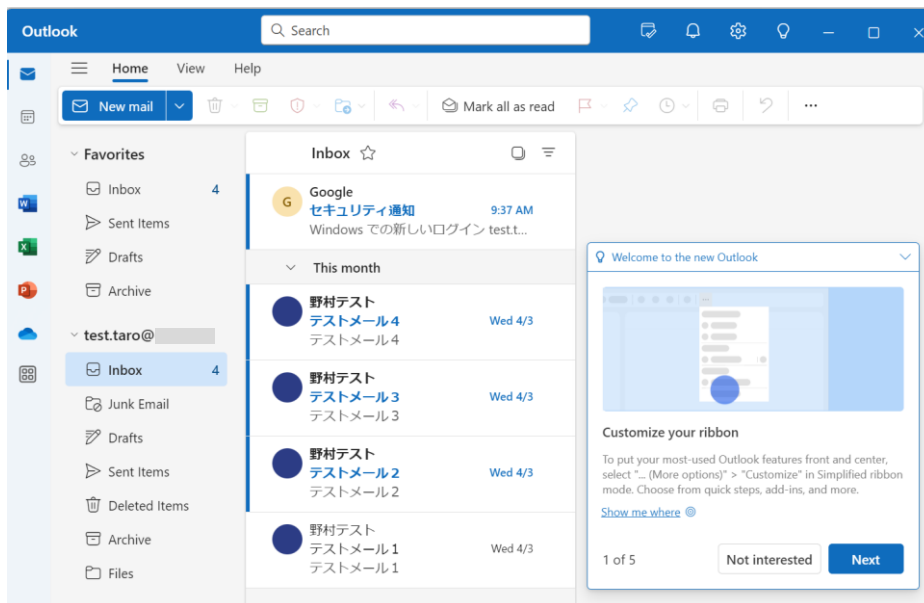 Outlook
Search
Home View Help
New mail
Mark all as read
Favorites
Inbox 4
Sent Items
Drafts
Archive
test.taro@
Inbox 4
Junk Email
Drafts
Sent Items
Deleted Items
Archive
Files
Inbox
G
Google
セキュリティ通知 9:37 AM
Windows での新しいログイン test.t...
This month
野村テスト
テストメール 4 Wed 4/3
テストメール 4
野村テスト
テストメール 3 Wed 4/3
テストメール 3
野村テスト
テストメール 2 Wed 4/3
テストメール 2
野村テスト
テストメール 1 Wed 4/3
テストメール 1
Welcome to the new Outlook
Customize your ribbon
To put your most-used Outlook features front and center,
select "... (More options)" > "Customize" in Simplified ribbon
mode. Choose from quick steps, add-ins, and more.
Show me where
1 of 5
Not interested
Next